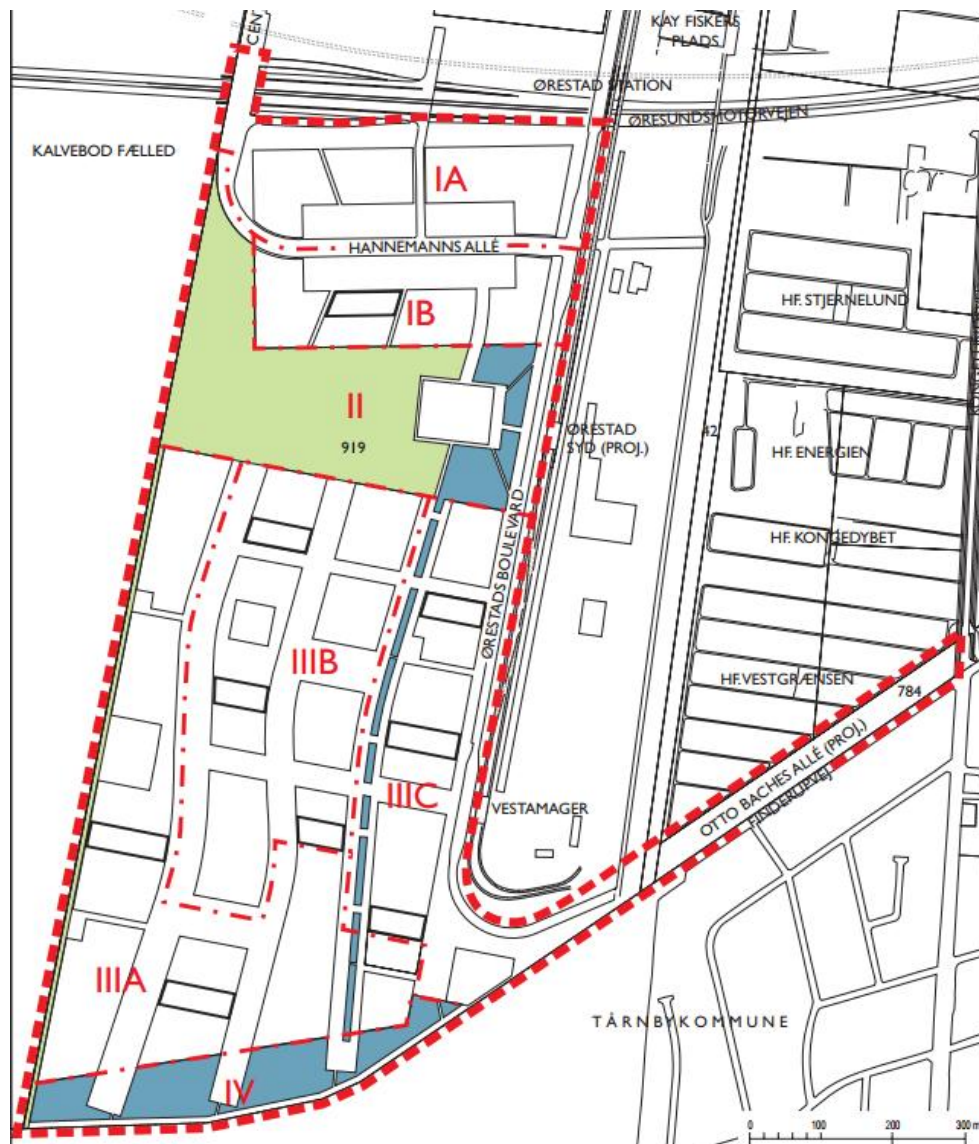 CEN
KAY FISKERS
PLADS
ØRESTAD STATION
ØRESUNDSMOTORVEJEN
KALVEBOD FÆLLED
IA
HANNEMANNS ALLÉ
HF. STJERNELUND
IB
II
919
ØRESTAD
SYD (PROJ.)
42
HF. ENERGIEN
HF. KONGEDYBET
ØRESTADS BOULEVARD
IIIB
HF. VESTGRÆNSEN
784
IIIC
VESTAMAGER
OTTO BACHES ALLÉ (PROJ.)
FINDERUPVEJ
IIIA
TÅRNBY KOMMUNE
IV
0 100 200 300 m